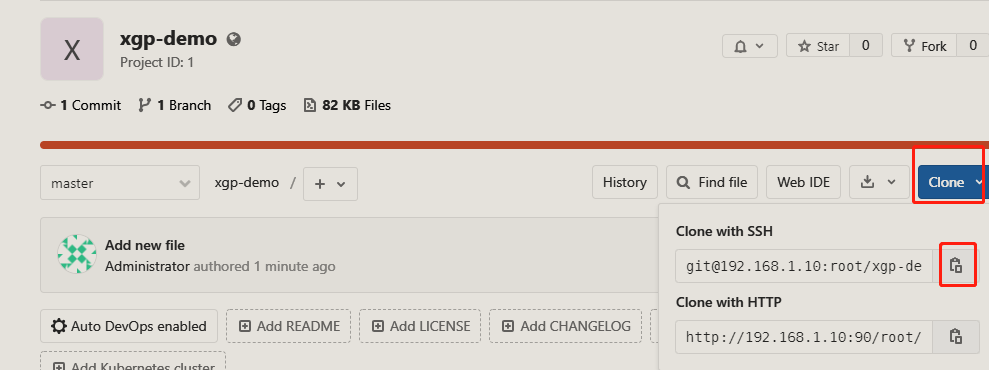 X
xgp-demo
Project ID: 1
Star 0 Fork 0
1 Commit 1 Branch 0 Tags 82 KB Files
master xgp-demo / + History Find file Web IDE Clone
Add new file
Administrator authored 1 minute ago
Clone with SSH
git@192.168.1.10:root/xgp-de
Clone with HTTP
http://192.168.1.10:90/root/
Auto DevOps enabled Add README Add LICENSE Add CHANGELOG
Add Kubernetes cluster